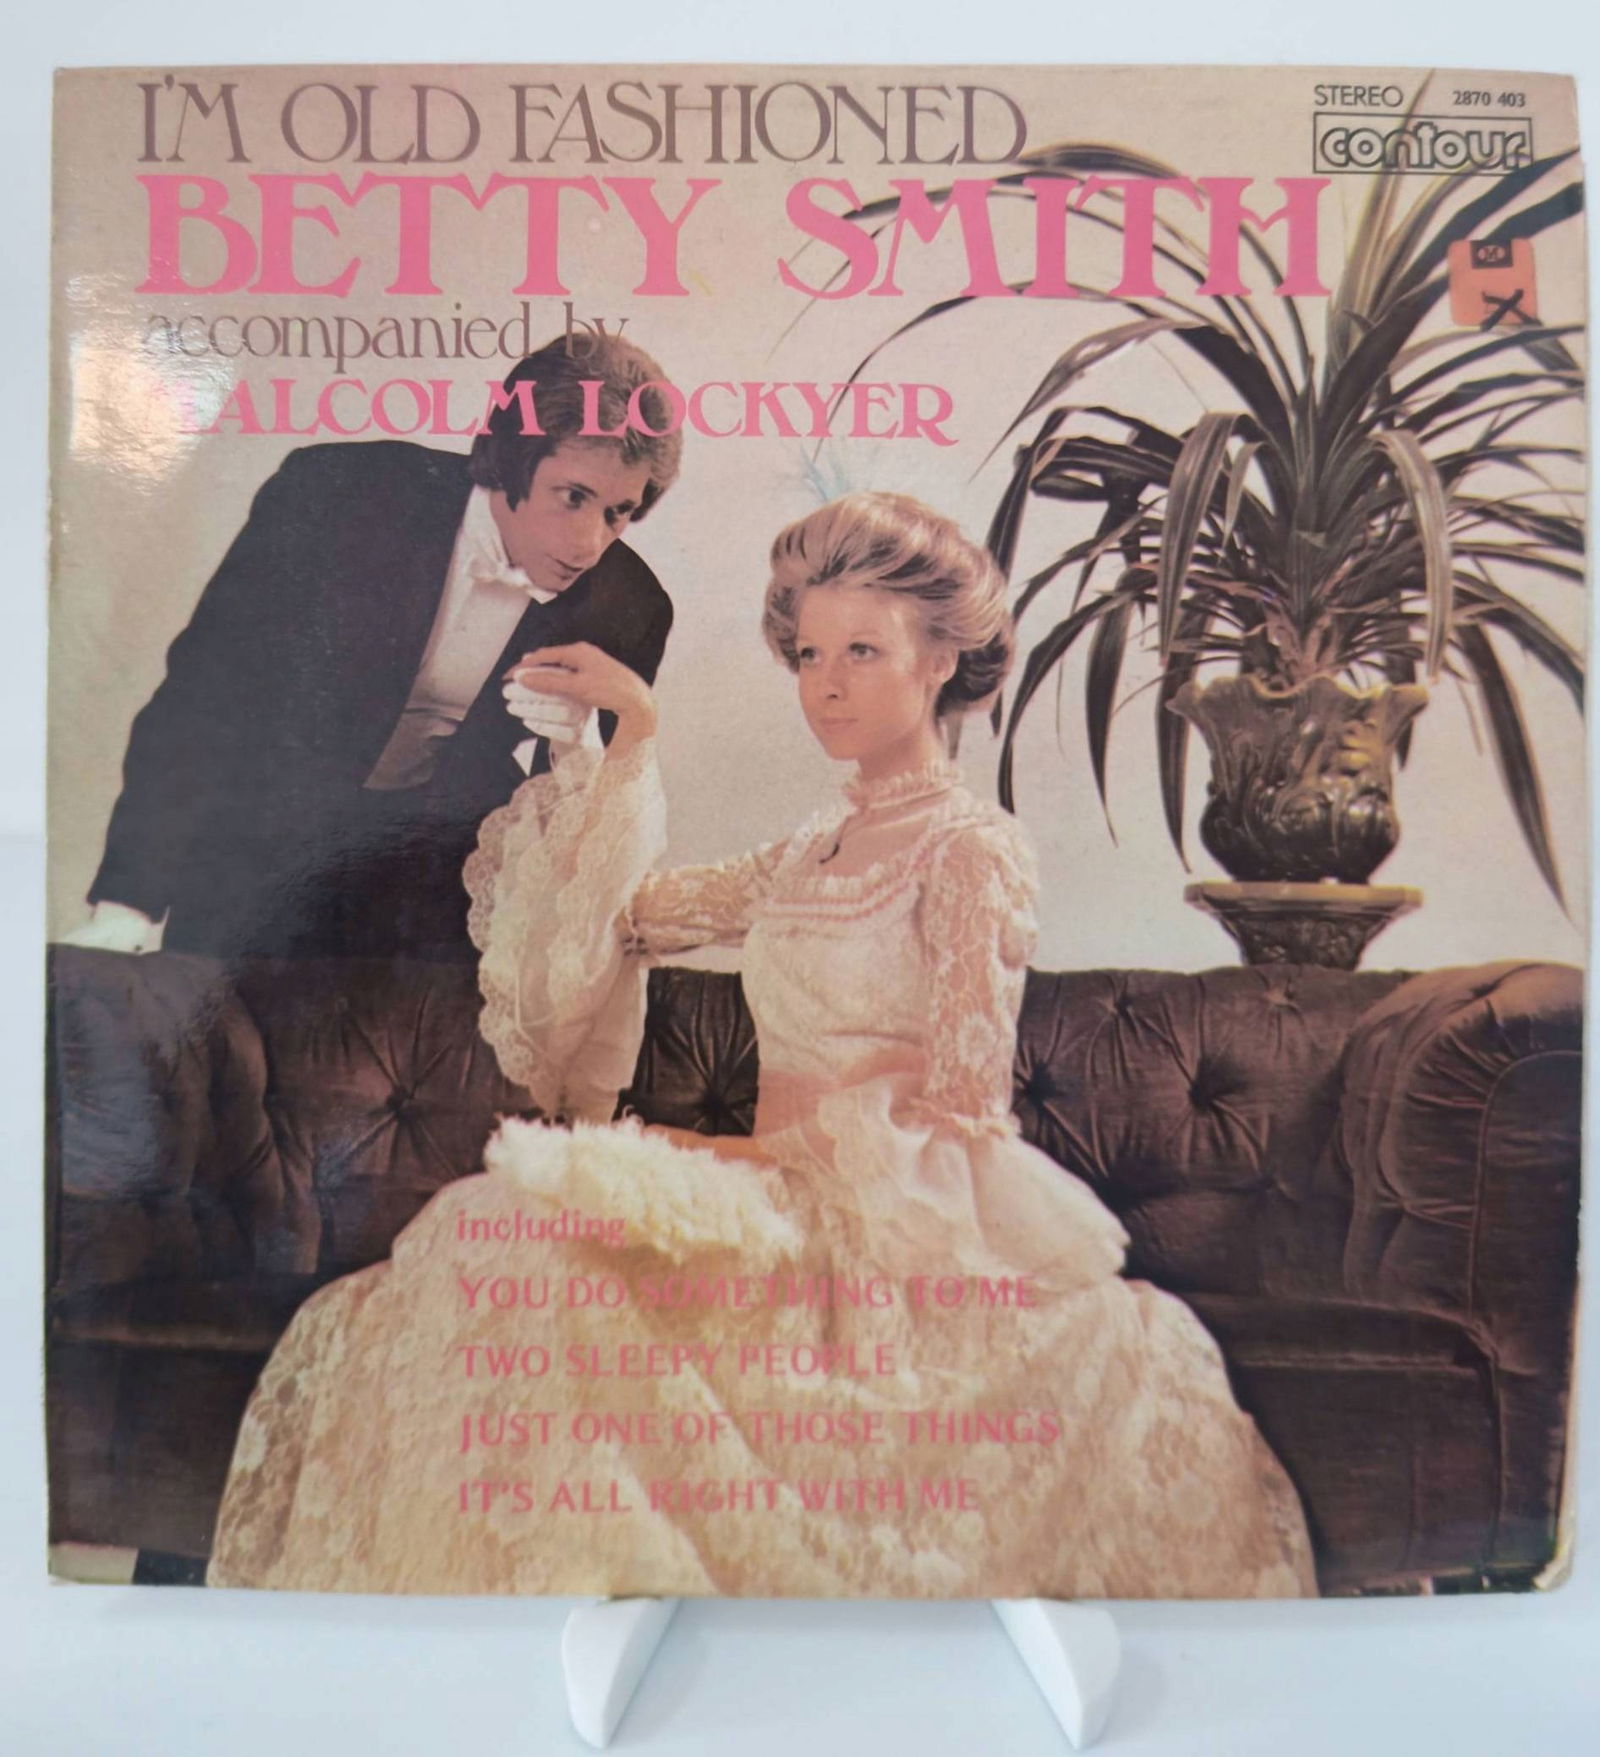 I'M OLD FASHIONED
STEREO 2870 403
contour
BETTY SMITH
accompanied by
MALCOLM LOCKYER
M
including
YOU DO SOMETHING TO ME
TWO SLEEPY PEOPLE
JUST ONE OF THOSE THINGS
IT'S ALL RIGHT WITH ME